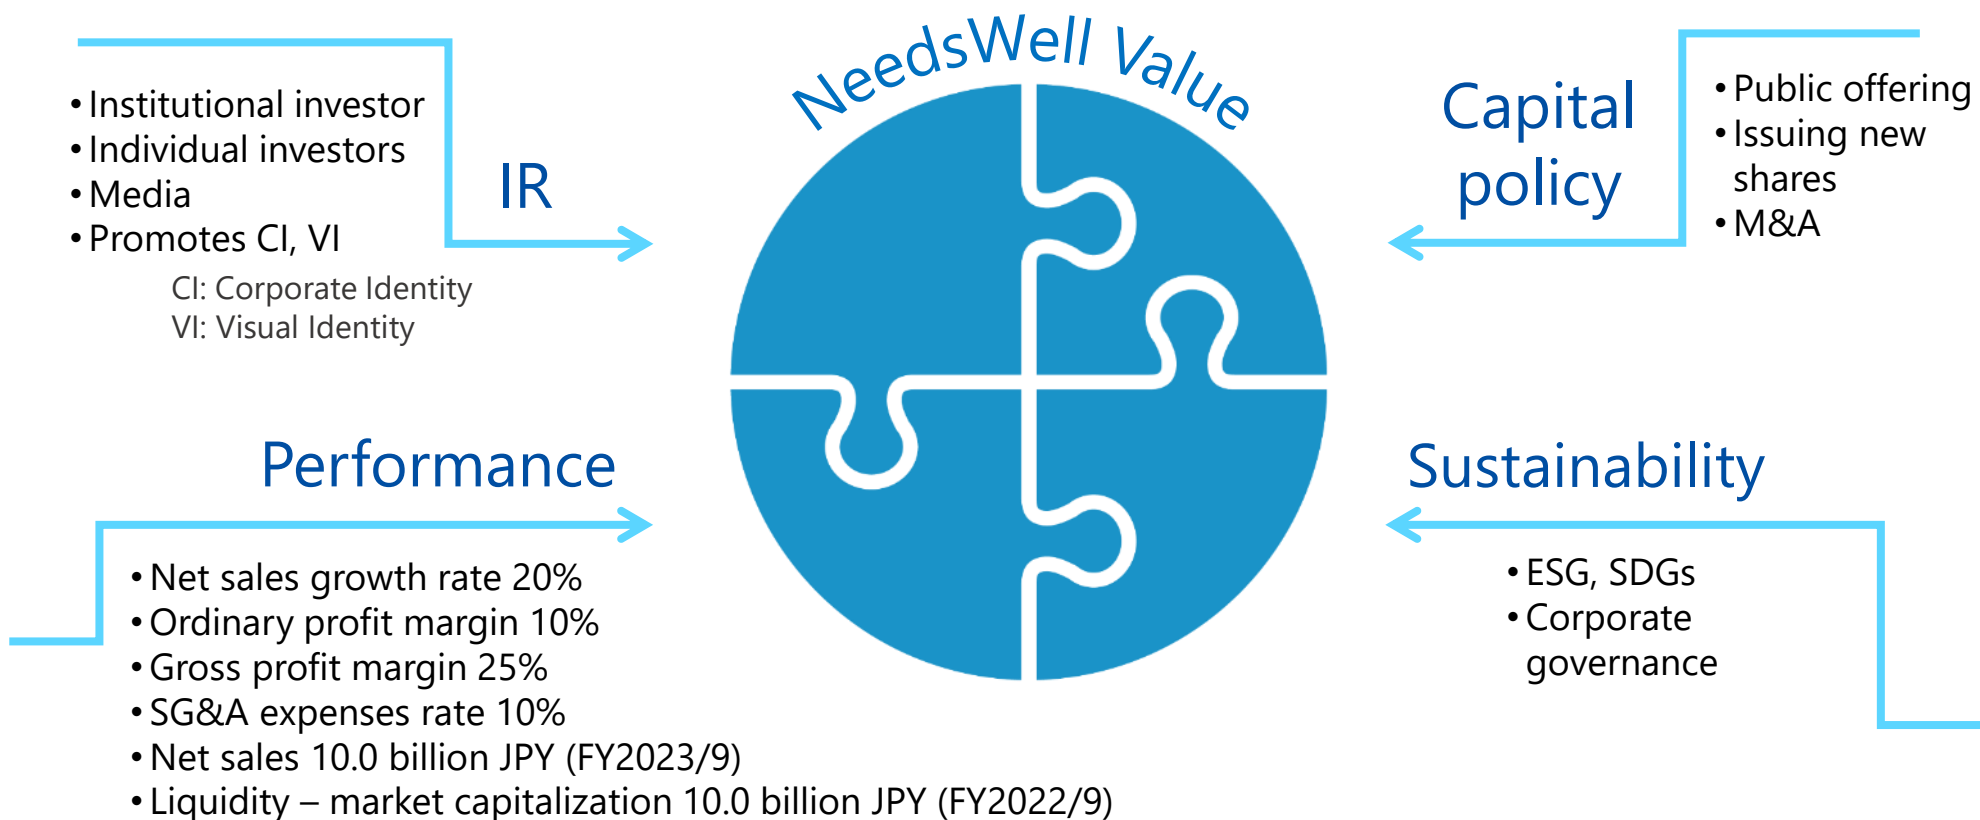 NeedsWell Value
• Institutional investor
• Individual investors
• Media
• Promotes CI, VI
CI: Corporate Identity
VI: Visual Identity
IR
Capital
policy
• Public offering
• Issuing new
shares
• M&A
Performance
• Net sales growth rate 20%
• Ordinary profit margin 10%
• Gross profit margin 25%
• SG&A expenses rate 10%
• Net sales 10.0 billion JPY (FY2023/9)
• Liquidity – market capitalization 10.0 billion JPY (FY2022/9)
Sustainability
• ESG, SDGs
• Corporate
governance